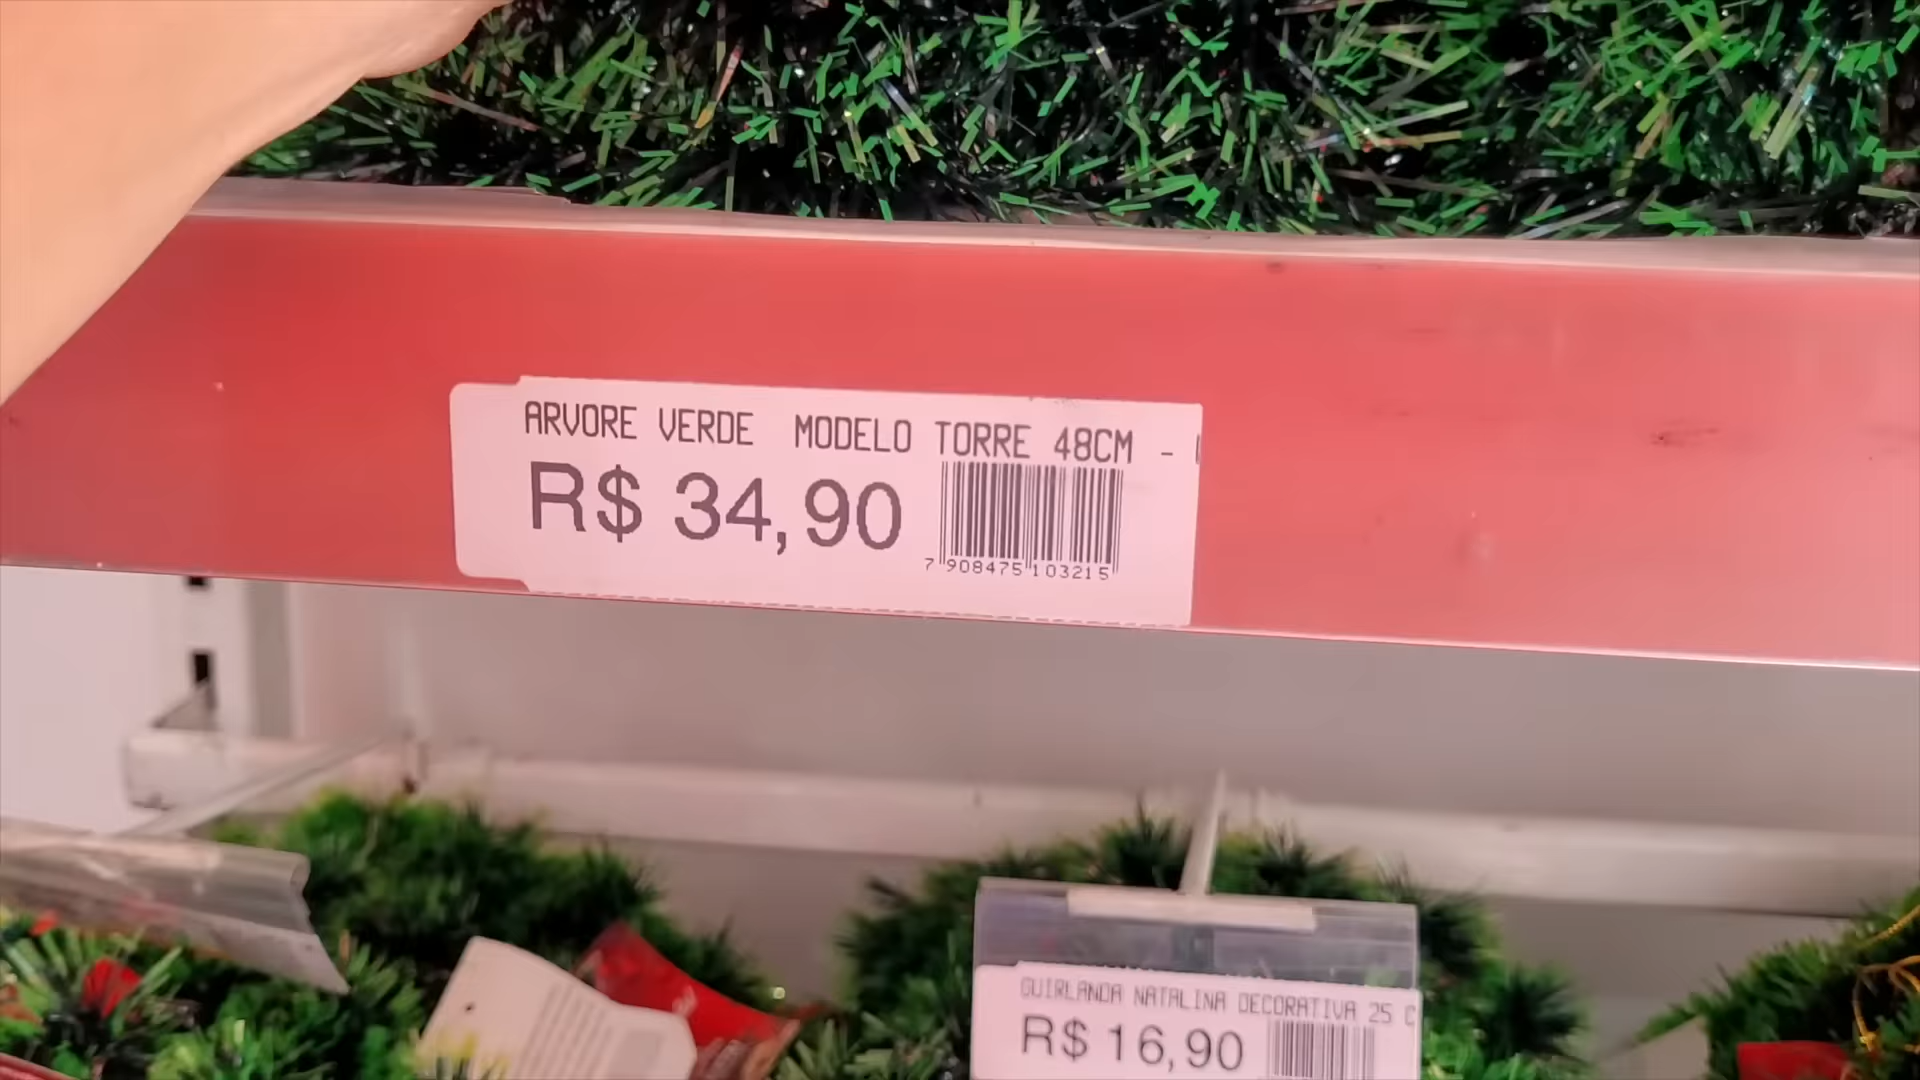 ARVORE VERDE MODELO TORRE 48CM -
R$ 34,90
7 908475 103215
GUIRLANDA NATALINA DECORATIVA 25 C
R$ 16,90